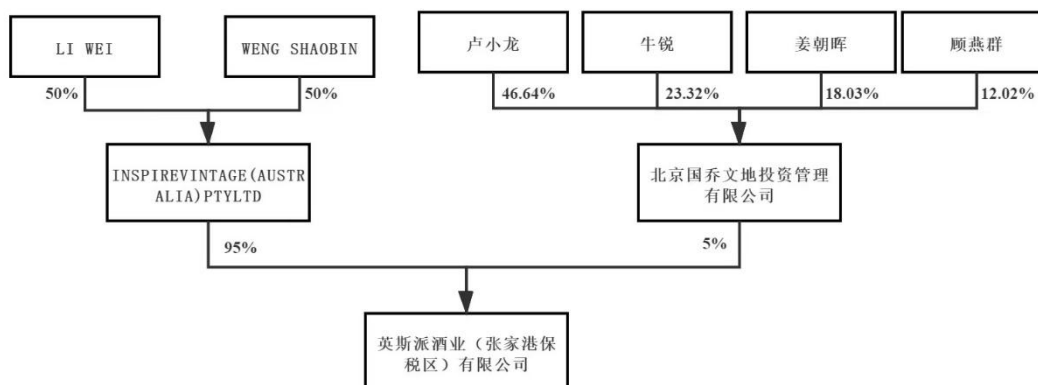 LI WEI
WENG SHAOBIN
卢小龙
牛锐
姜朝晖
顾燕群
50%
50%
46.64%
23.32%
18.03%
12.02%
INSPIREVINTAGE(AUSTR
ALIA)PTYLTD
北京国乔文地投资管理
有限公司
95%
5%
英斯派酒业（张家港保
税区）有限公司